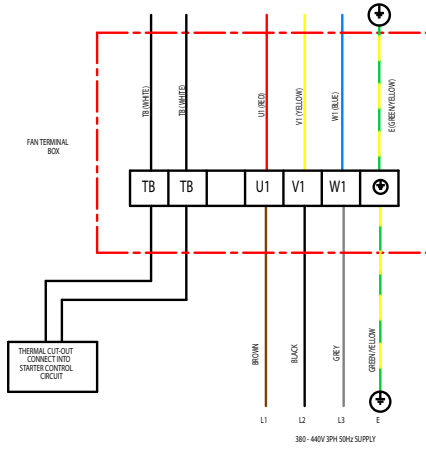 TB (WHITE)
TB (WHITE)
U1 (RED)
V1 (YELLOW)
W1 (BLUE)
E (GREEN/YELLOW)
FAN TERMINAL
BOX
TB TB U1 V1 W1
THERMAL CUT-OUT
CONNECT INTO
STARTER CONTROL
CIRCUIT
BROWN
BLACK
GREY
GREEN/YELLOW
L1 L2 L3 E
380 - 440V 3PH 50Hz SUPPLY